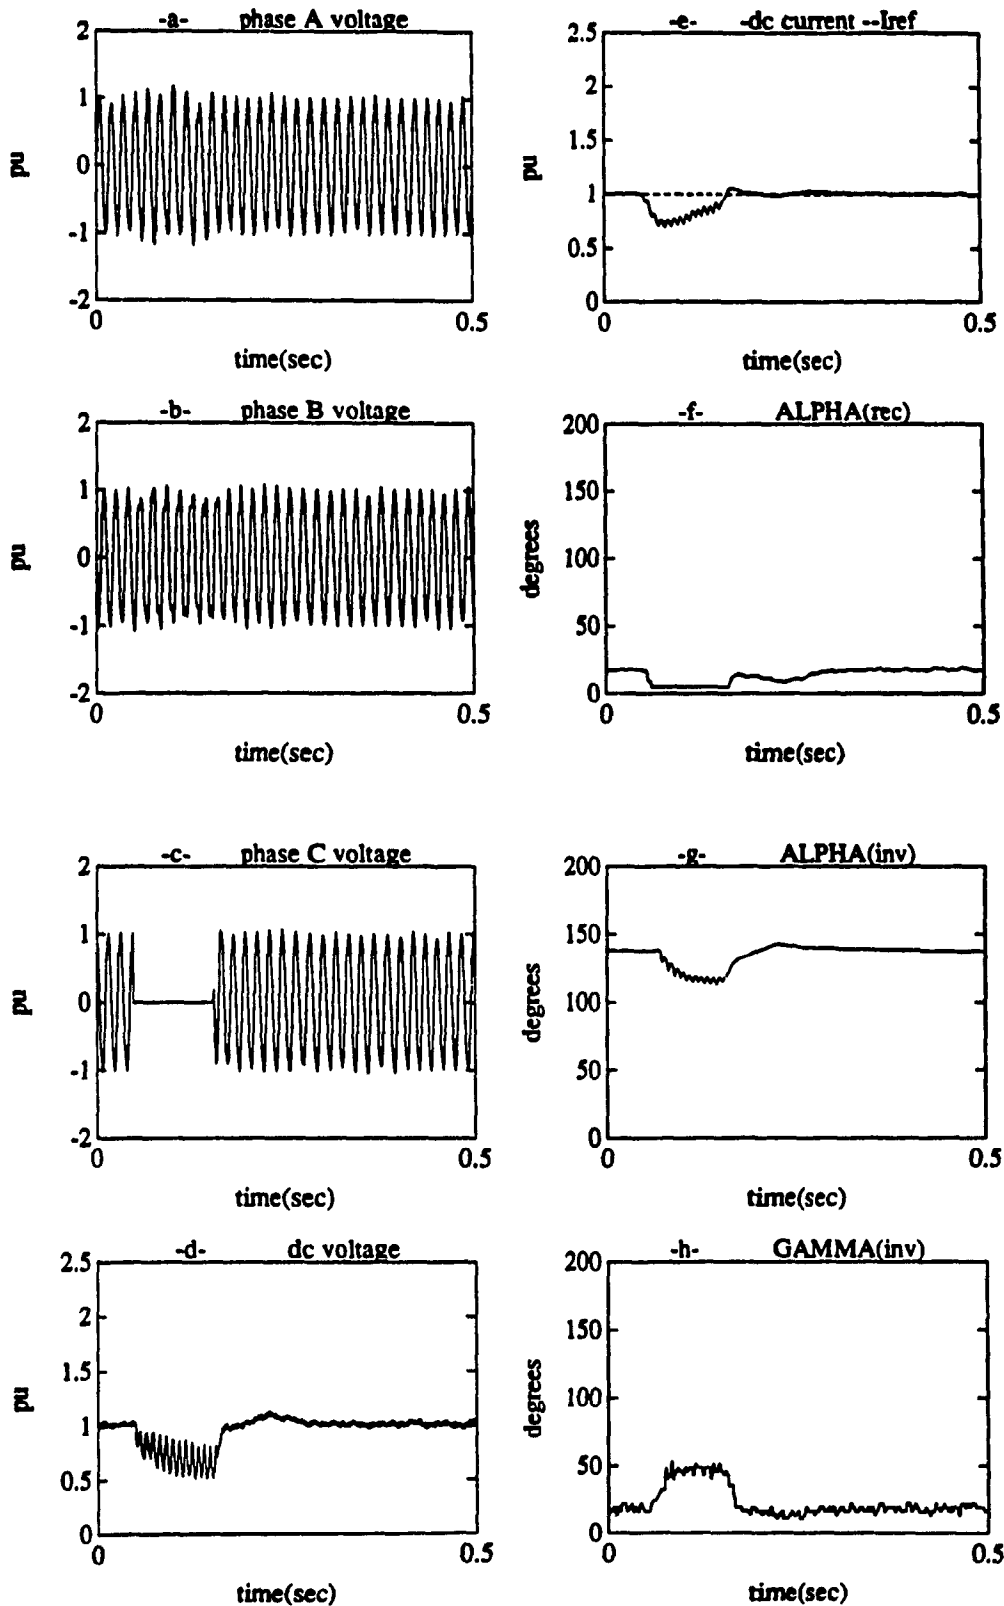 -a- phase A voltage
2
1
0
-1
-2
pu
0
0.5
time(sec)
-b- phase B voltage
2
1
0
-1
-2
pu
0
0.5
time(sec)
-c- phase C voltage
2
1
0
-1
-2
pu
0
0.5
time(sec)
-d- dc voltage
2.5
2
1.5
1
0.5
0
pu
0
0.5
time(sec)
-e- -dc current --Iref
2.5
2
1.5
1
0.5
0
pu
0
0.5
time(sec)
-f- ALPHA(rec)
200
150
100
50
0
degrees
0
0.5
time(sec)
-g- ALPHA(inv)
200
150
100
50
0
degrees
0
0.5
time(sec)
-h- GAMMA(inv)
200
150
100
50
0
degrees
0
0.5
time(sec)